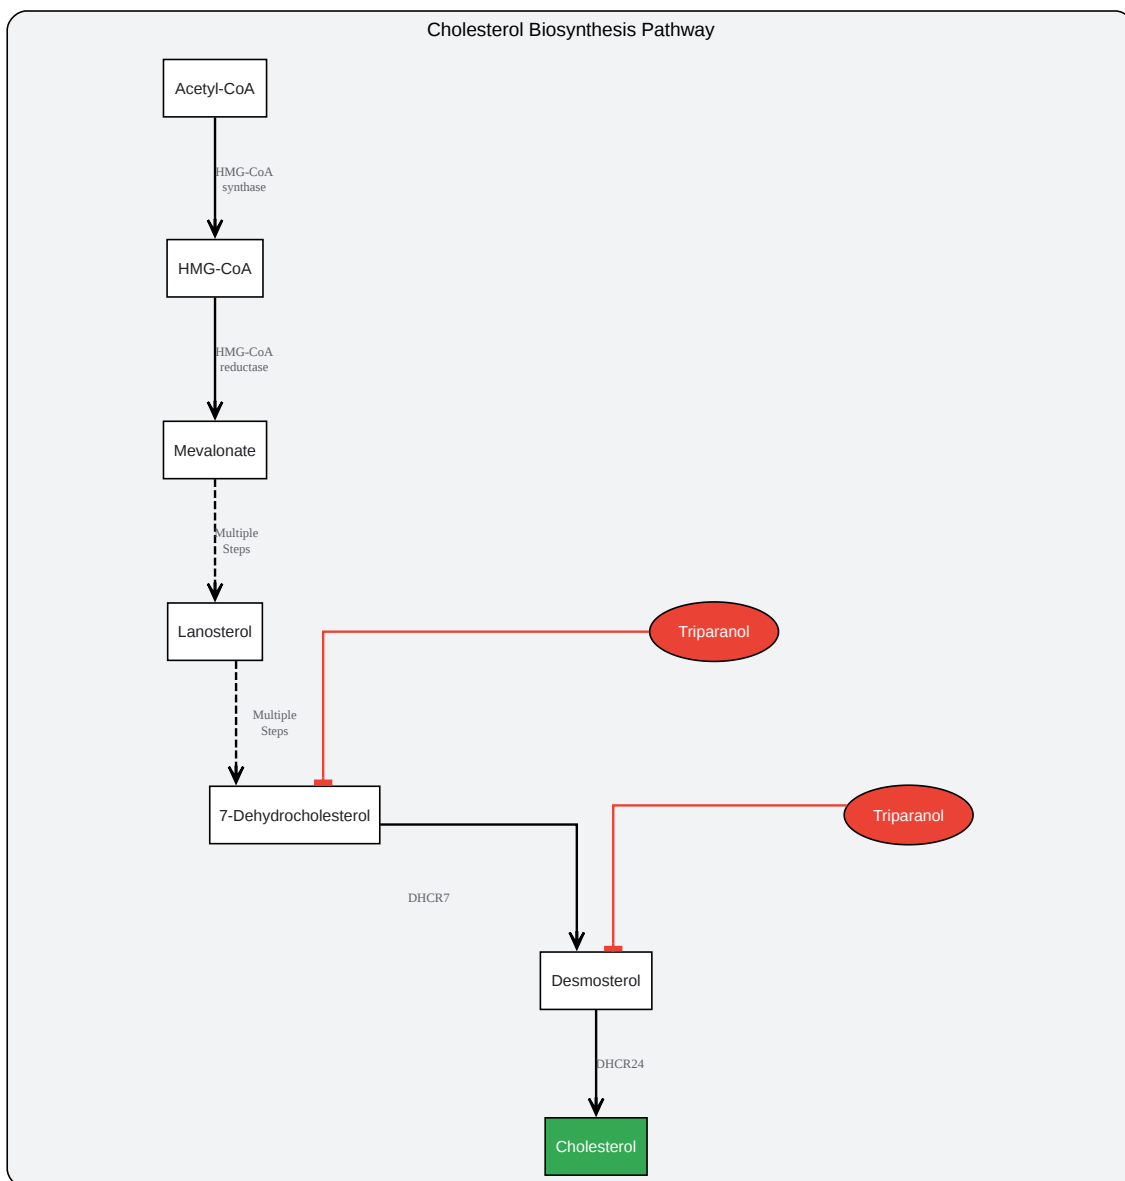 Cholesterol Biosynthesis Pathway
Acetyl-CoA
HMG-CoA
synthase
HMG-CoA
HMG-CoA
reductase
Mevalonate
Multiple
Steps
Lanosterol
Triparanol
Multiple
Steps
7-Dehydrocholesterol
Triparanol
DHCR7
Desmosterol
DHCR24
Cholesterol